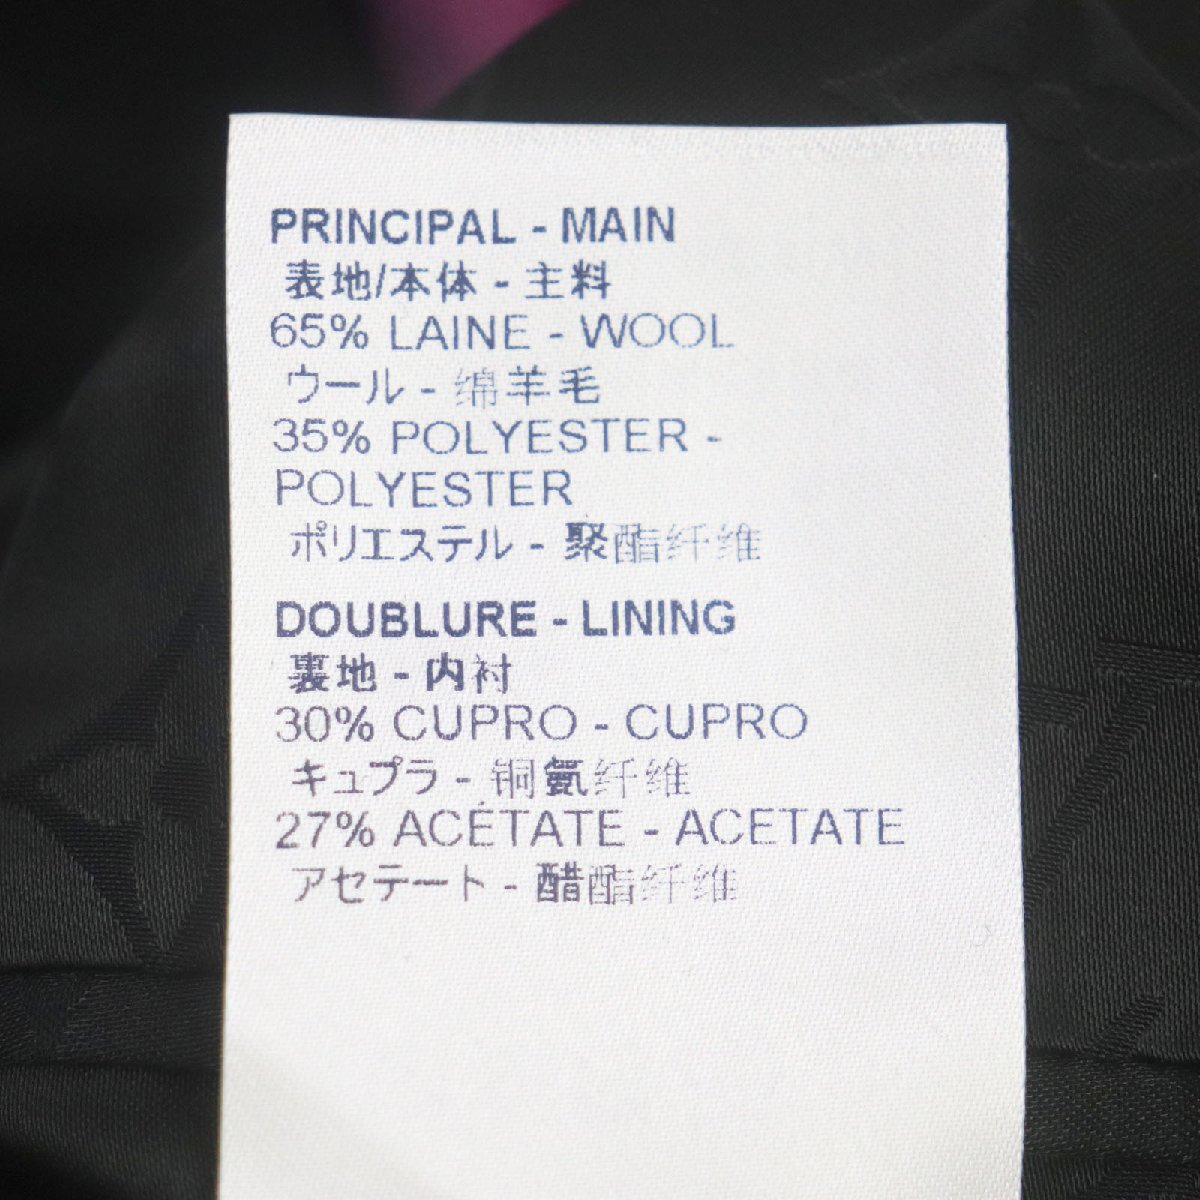 PRINCIPAL - MAIN
表地/本体 - 主料
65% LAINE - WOOL
ウール - 绵羊毛
35% POLYESTER -
POLYESTER
ポリエステル - 聚酯纤维
DOUBLURE - LINING
裏地 - 内衬
30% CUPRO - CUPRO
キュプラ - 铜氨纤维
27% ACÉTATE - ACETATE
アセテート - 醋酯纤维